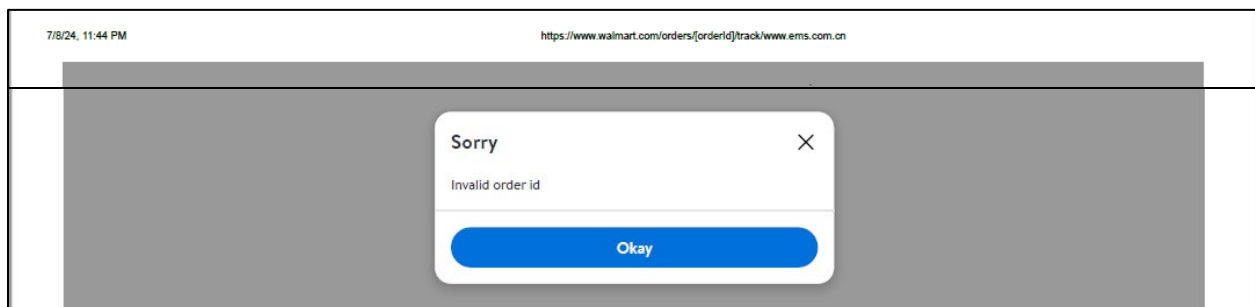 7/8/24, 11:44 PM https://www.walmart.com/orders/[orderId]/track/www.ems.com.cn
Sorry
Invalid order id
Okay